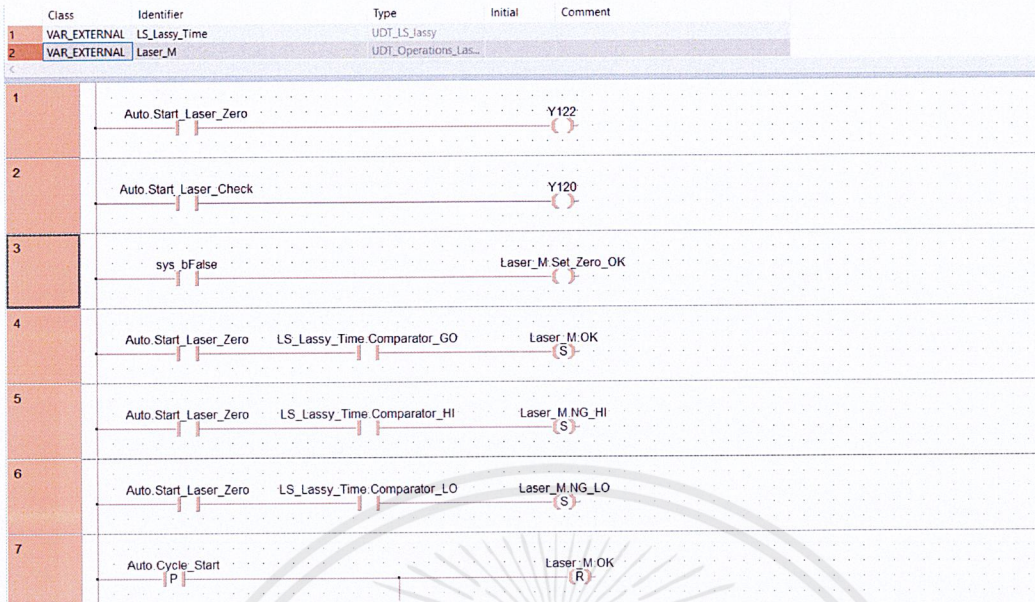 Class Identifier Type Initial Comment
1 VAR_EXTERNAL LS_Lassy_Time UDT_LS_lassy
2 VAR_EXTERNAL Laser_M UDT_Operations_Las...
1
Auto.Start_Laser_Zero Y122
2
Auto.Start_Laser_Check Y120
3
sys_bFalse Laser_M.Set_Zero_OK
4
Auto.Start_Laser_Zero LS_Lassy_Time.Comparator_GO Laser_M.OK
S
5
Auto.Start_Laser_Zero LS_Lassy_Time.Comparator_HI Laser_M.NG_HI
S
6
Auto.Start_Laser_Zero LS_Lassy_Time.Comparator_LO Laser_M.NG_LO
S
7
Auto.Cycle_Start Laser_M.OK
P R